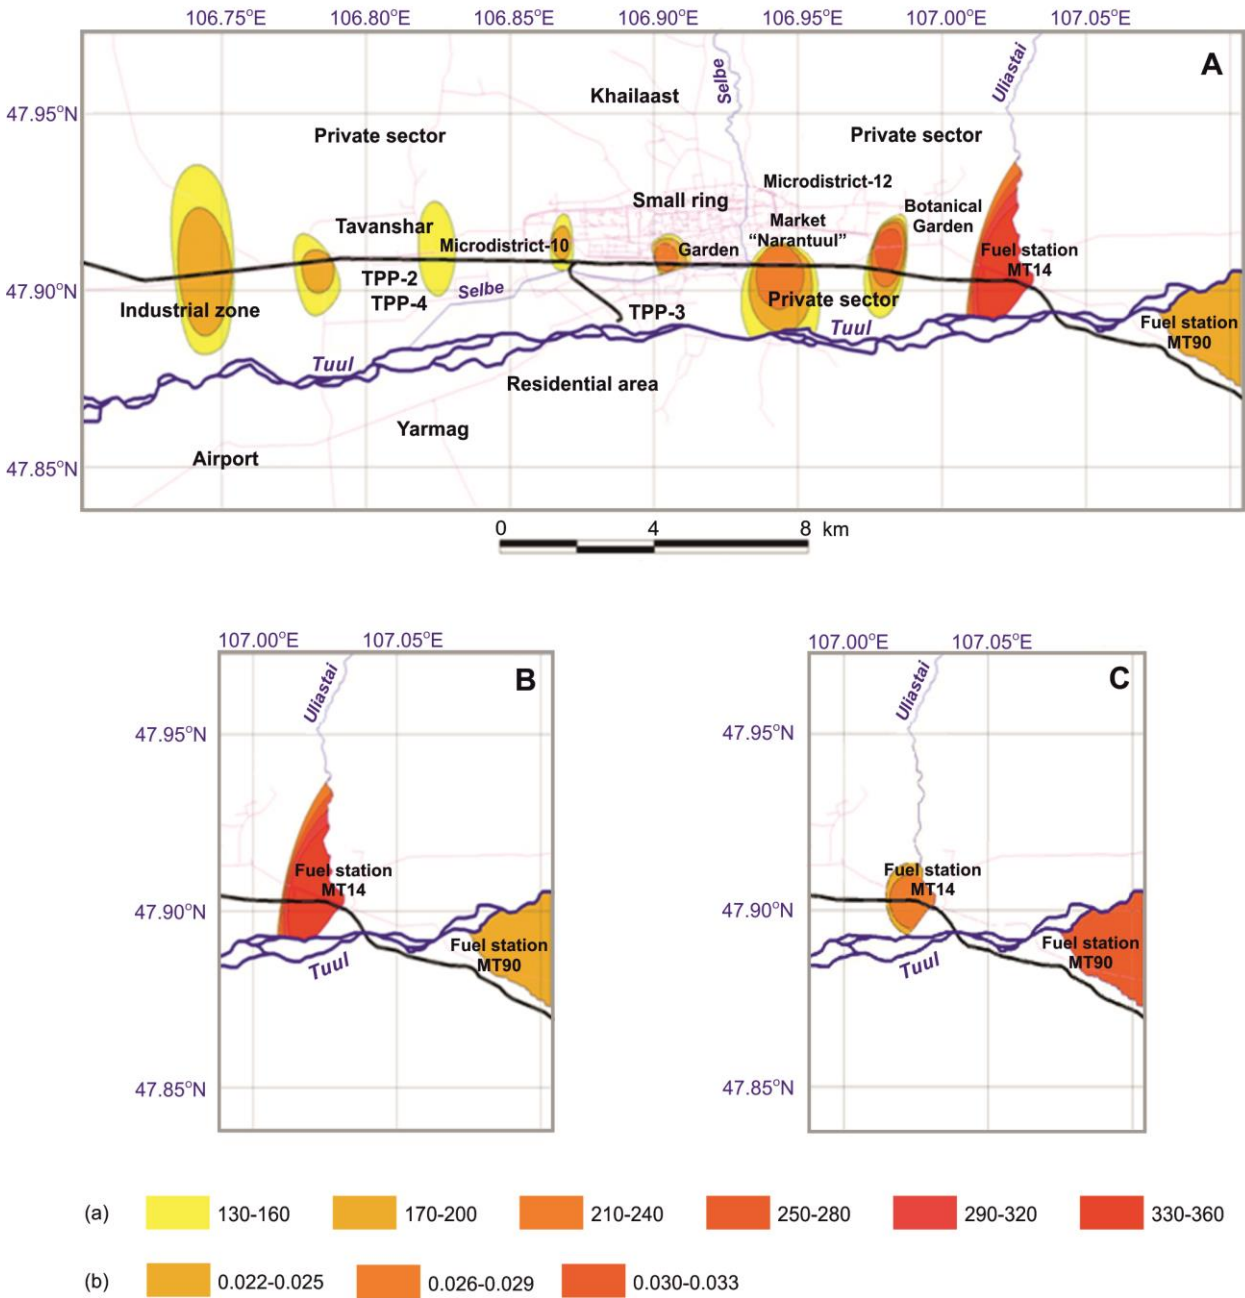 106.75°E 106.80°E 106.85°E 106.90°E 106.95°E 107.00°E 107.05°E
A
Selbe
Uliastai
Khailaast
47.95°N
Private sector
Private sector
Microdistrict-12
Small ring
Botanical
Garden
Market
“Narantuul”
Tavanshar
Microdistrict-10
Garden
Fuel station
MT14
TPP-2
47.90°N
Selbe
Private sector
TPP-4
Industrial zone
TPP-3
Tuul
Fuel station
MT90
Tuul
Residential area
Yarmag
Airport
47.85°N
0 4 8 km
107.00°E 107.05°E
B
Uliastai
47.95°N
Fuel station
MT14
47.90°N
Fuel station
MT90
Tuul
47.85°N
107.00°E 107.05°E
C
Uliastai
47.95°N
Fuel station
MT14
47.90°N
Fuel station
MT90
Tuul
47.85°N
(a) 130-160 170-200 210-240 250-280 290-320 330-360
(b) 0.022-0.025 0.026-0.029 0.030-0.033